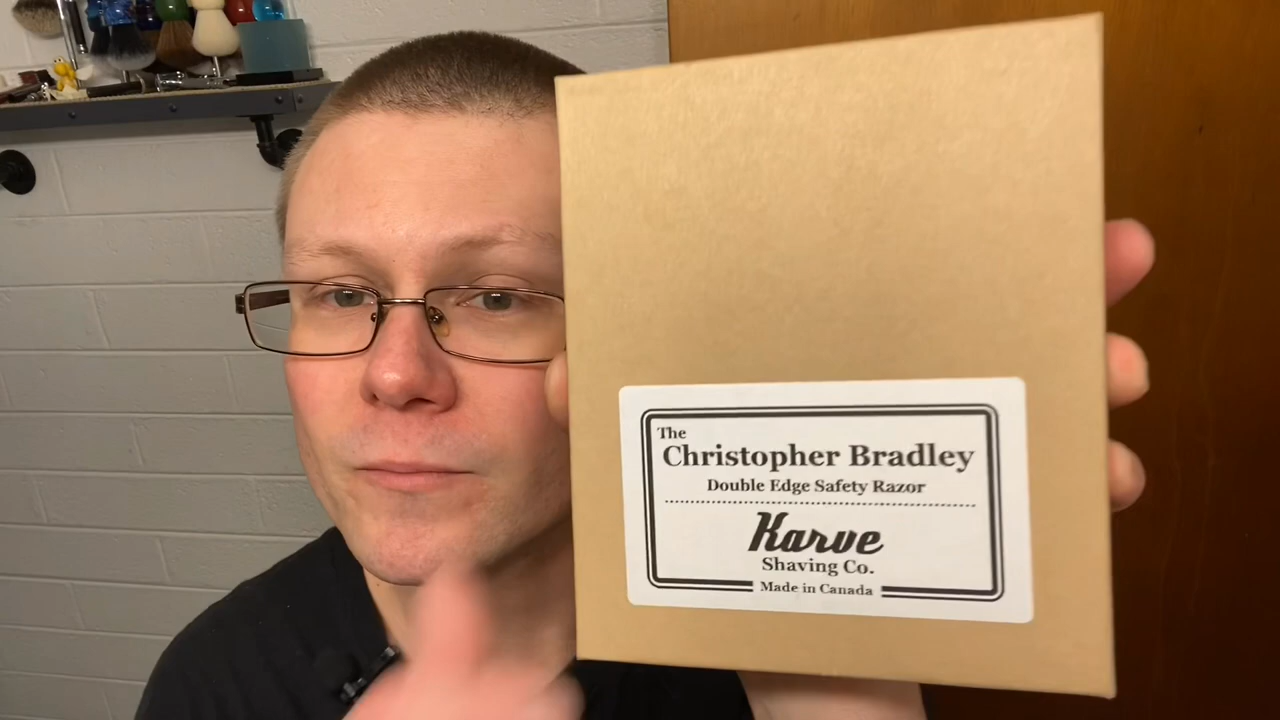 The
Christopher Bradley
Double Edge Safety Razor
Karve
Shaving Co.
Made in Canada